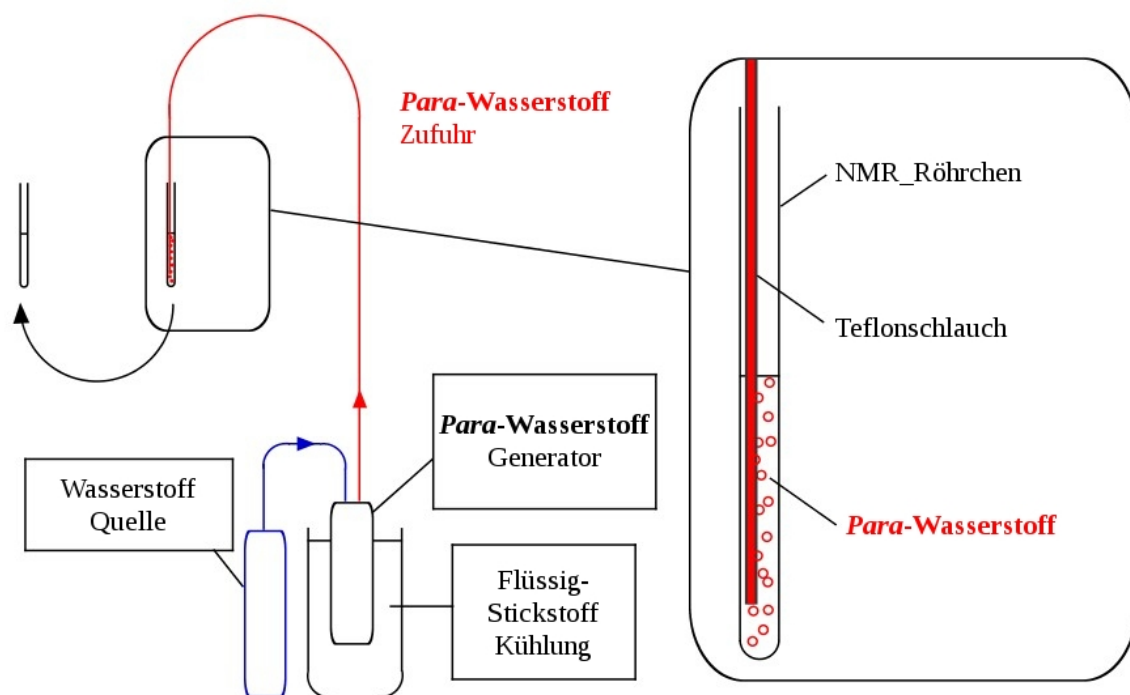 Para-Wasserstoff
Zufuhr
NMR_Röhrchen
Teflonschlauch
Para-Wasserstoff
Para-Wasserstoff
Generator
Wasserstoff
Quelle
Flüssig-
Stickstoff
Kühlung